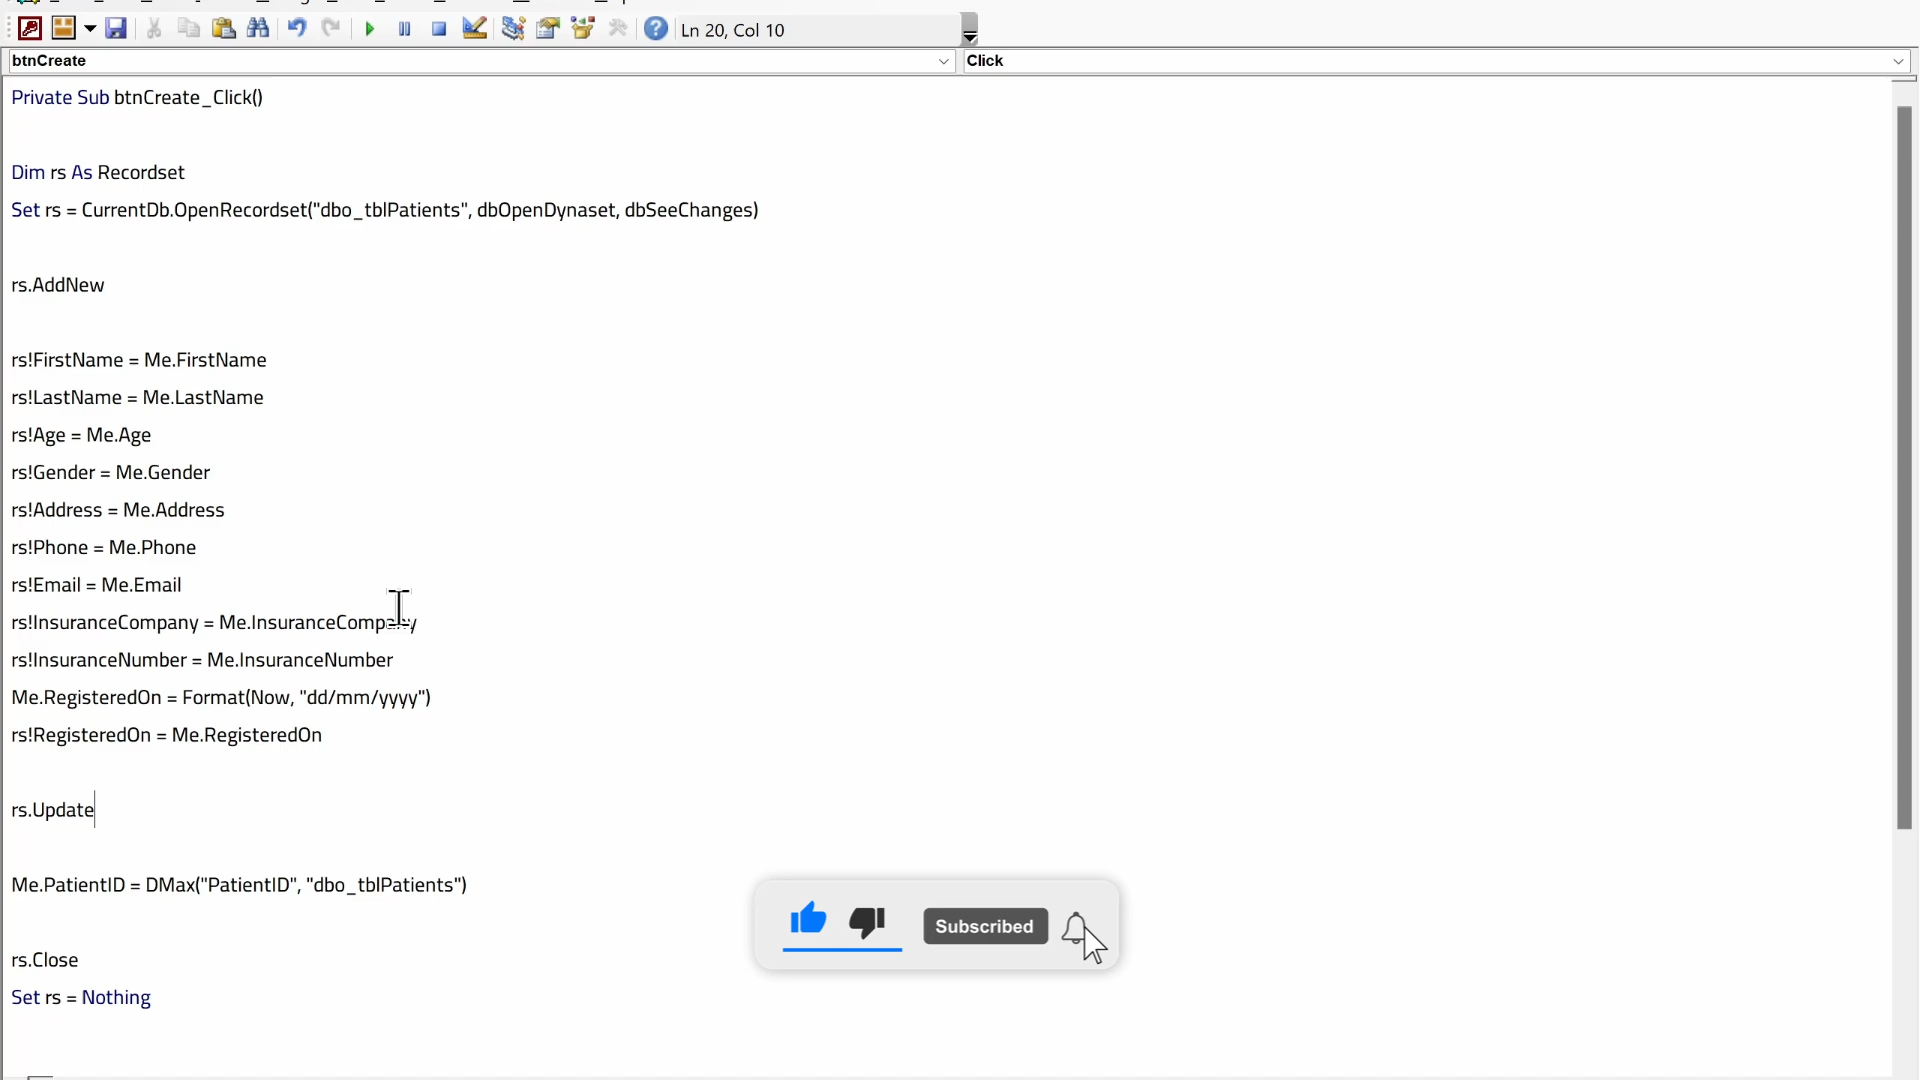 Ln 20, Col 10
btnCreate
Click
Private Sub btnCreate_Click()
Dim rs As Recordset
Set rs = CurrentDb.OpenRecordset("dbo_tblPatients", dbOpenDynaset, dbSeeChanges)
rs.AddNew
rs!FirstName = Me.FirstName
rs!LastName = Me.LastName
rs!Age = Me.Age
rs!Gender = Me.Gender
rs!Address = Me.Address
rs!Phone = Me.Phone
rs!Email = Me.Email
rs!InsuranceCompany = Me.InsuranceCompany
rs!InsuranceNumber = Me.InsuranceNumber
Me.RegisteredOn = Format(Now, "dd/mm/yyyy")
rs!RegisteredOn = Me.RegisteredOn
rs.Update
Me.PatientID = DMax("PatientID", "dbo_tblPatients")
Subscribed
rs.Close
Set rs = Nothing